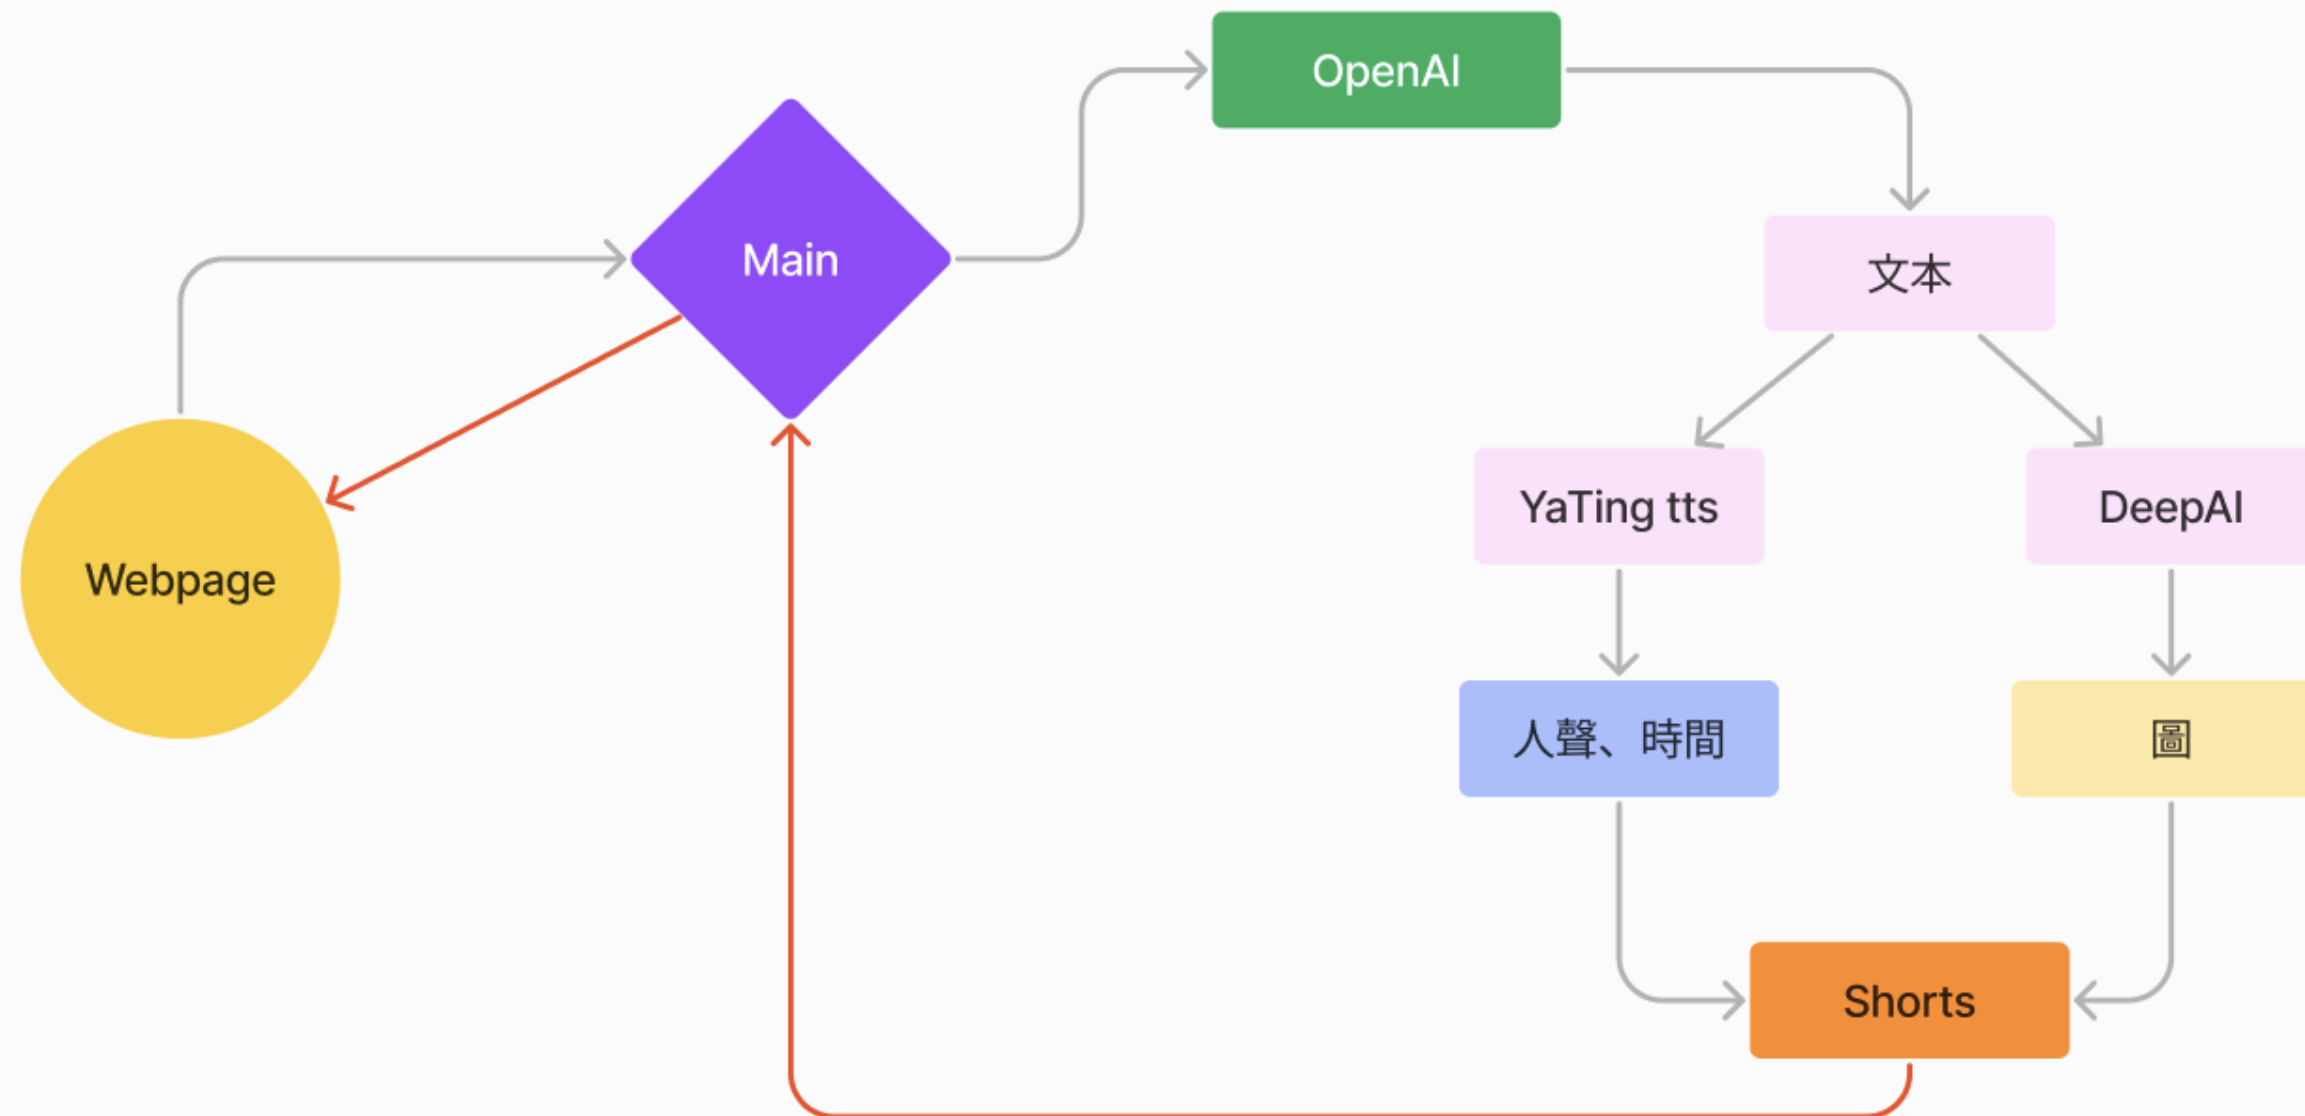 OpenAI
Main
文本
YaTing tts
DeepAI
Webpage
人聲、時間
圖
Shorts